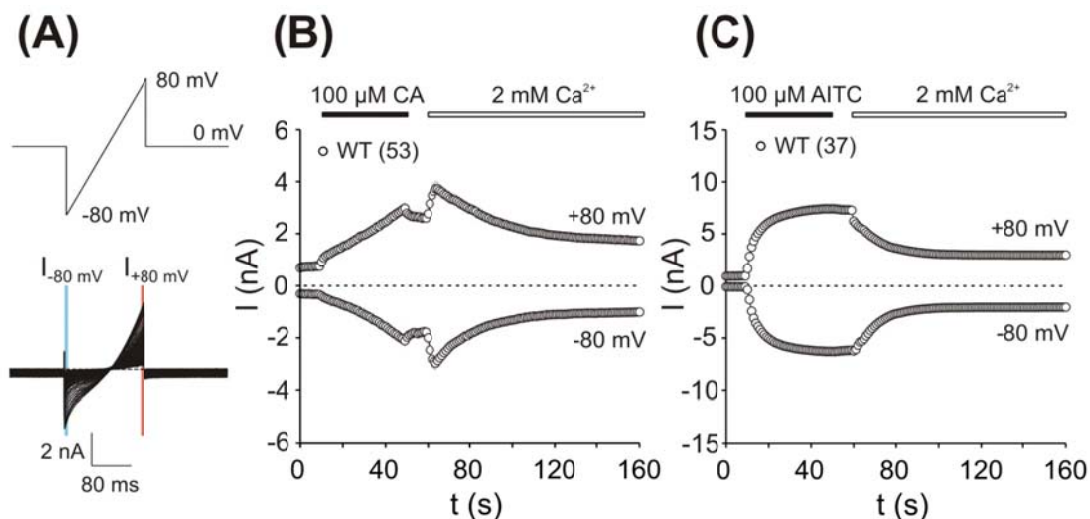 (A)
80 mV
0 mV
-80 mV
I-80 mV
I+80 mV
2 nA
80 ms
(B)
100 µM CA
2 mM Ca²⁺
WT (53)
6
4
2
0
-2
-4
-6
I (nA)
+80 mV
-80 mV
0
40
80
120
160
t (s)
(C)
100 µM AITC
2 mM Ca²⁺
WT (37)
15
10
5
0
-5
-10
-15
I (nA)
+80 mV
-80 mV
0
40
80
120
160
t (s)